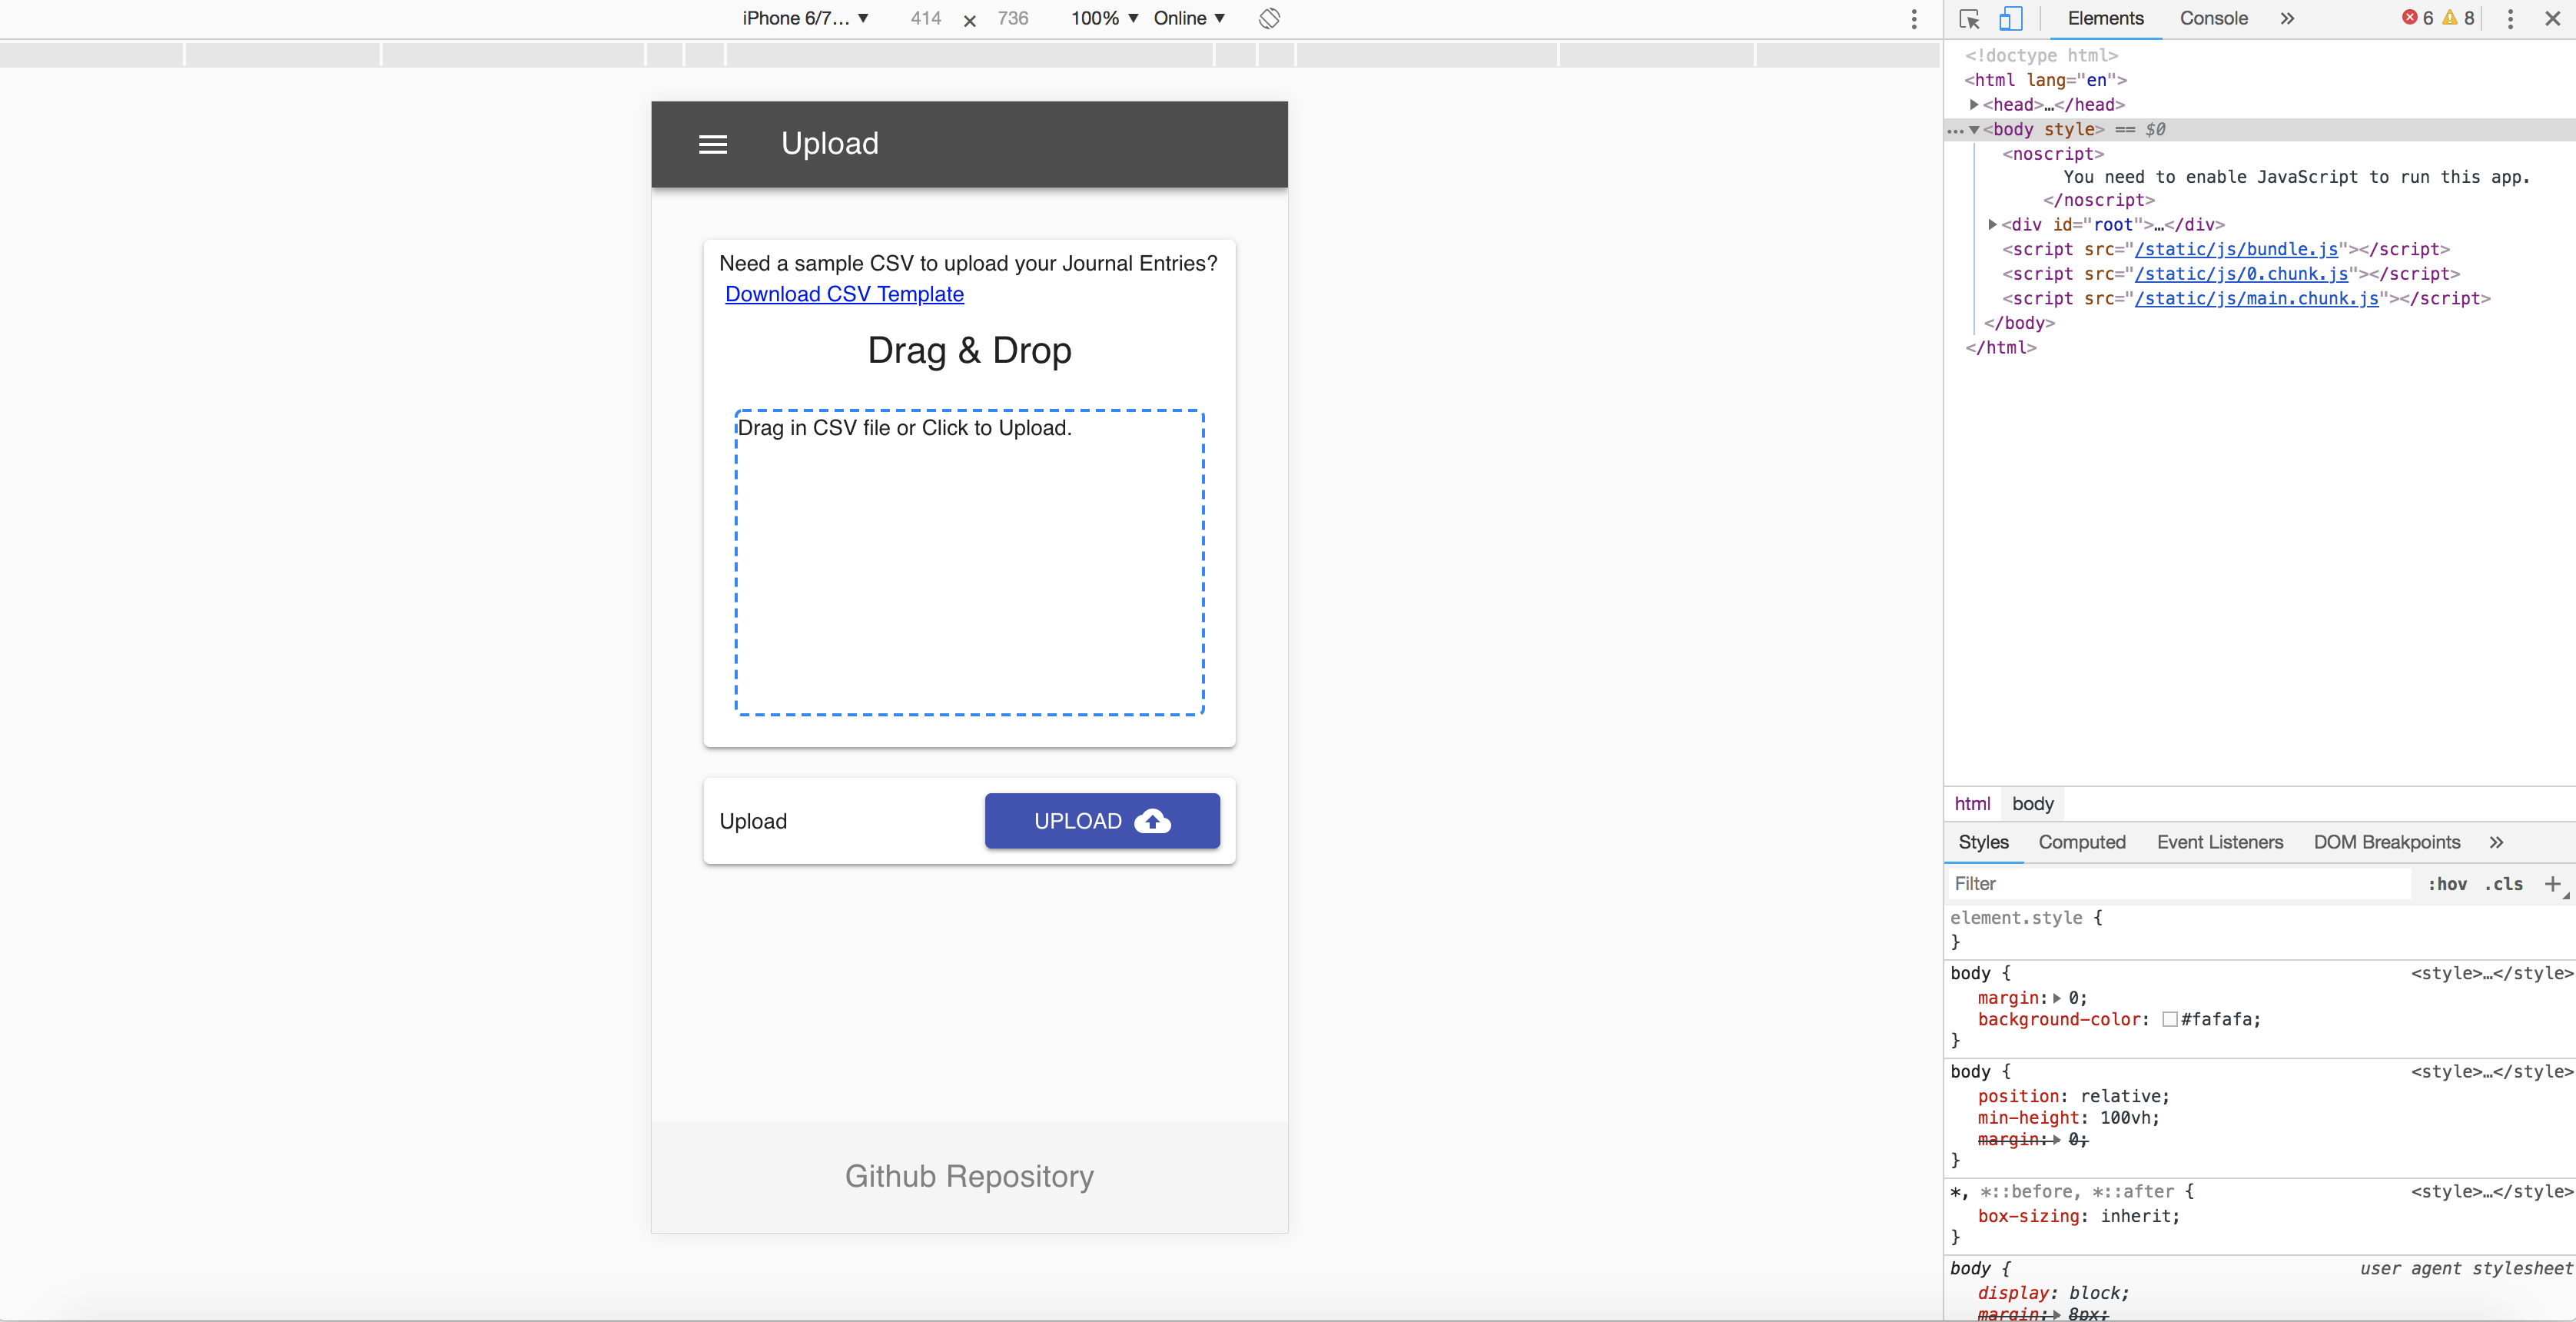 iPhone 6/7… ▼ 414 × 736 100% ▼ Online ▼
Upload
Need a sample CSV to upload your Journal Entries?
Download CSV Template
Drag & Drop
Drag in CSV file or Click to Upload.
Upload
UPLOAD
Github Repository
Elements Console » 6 8
<!doctype html>
<html lang="en">
▶<head>…</head>
…▼<body style> == $0
<noscript>
You need to enable JavaScript to run this app.
</noscript>
▶<div id="root">…</div>
<script src="/static/js/bundle.js"></script>
<script src="/static/js/0.chunk.js"></script>
<script src="/static/js/main.chunk.js"></script>
</body>
</html>
html body
Styles Computed Event Listeners DOM Breakpoints »
Filter :hov .cls +
element.style {
}
body { <style>…</style>
margin:▶ 0;
background-color: #fafafa;
}
body { <style>…</style>
position: relative;
min-height: 100vh;
margin:▶ 0;
}
*, *::before, *::after { <style>…</style>
box-sizing: inherit;
}
body { user agent stylesheet
display: block;
margin:▶ 8px;